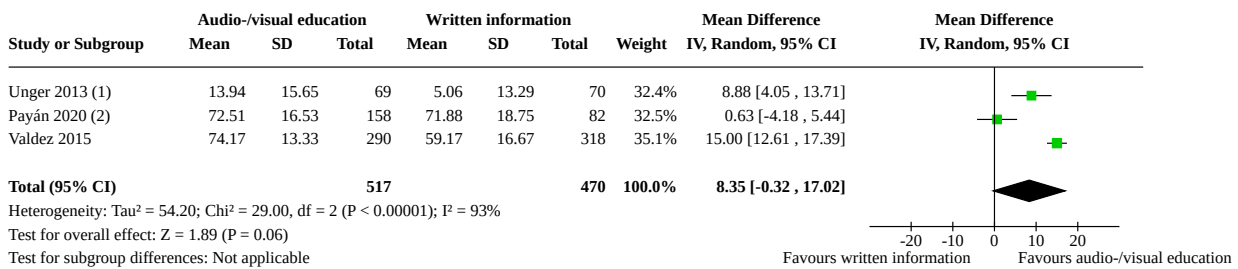 Audio-/visual education Written information Mean Difference Mean Difference
Study or Subgroup Mean SD Total Mean SD Total Weight IV, Random, 95% CI IV, Random, 95% CI
Unger 2013 (1) 13.94 15.65 69 5.06 13.29 70 32.4% 8.88 [4.05 , 13.71]
Payán 2020 (2) 72.51 16.53 158 71.88 18.75 82 32.5% 0.63 [-4.18 , 5.44]
Valdez 2015 74.17 13.33 290 59.17 16.67 318 35.1% 15.00 [12.61 , 17.39]
Total (95% CI) 517 470 100.0% 8.35 [-0.32 , 17.02]
Heterogeneity: Tau² = 54.20; Chi² = 29.00, df = 2 (P < 0.00001); I² = 93%
Test for overall effect: Z = 1.89 (P = 0.06) -20 -10 0 10 20
Test for subgroup differences: Not applicable Favours written information Favours audio-/visual education